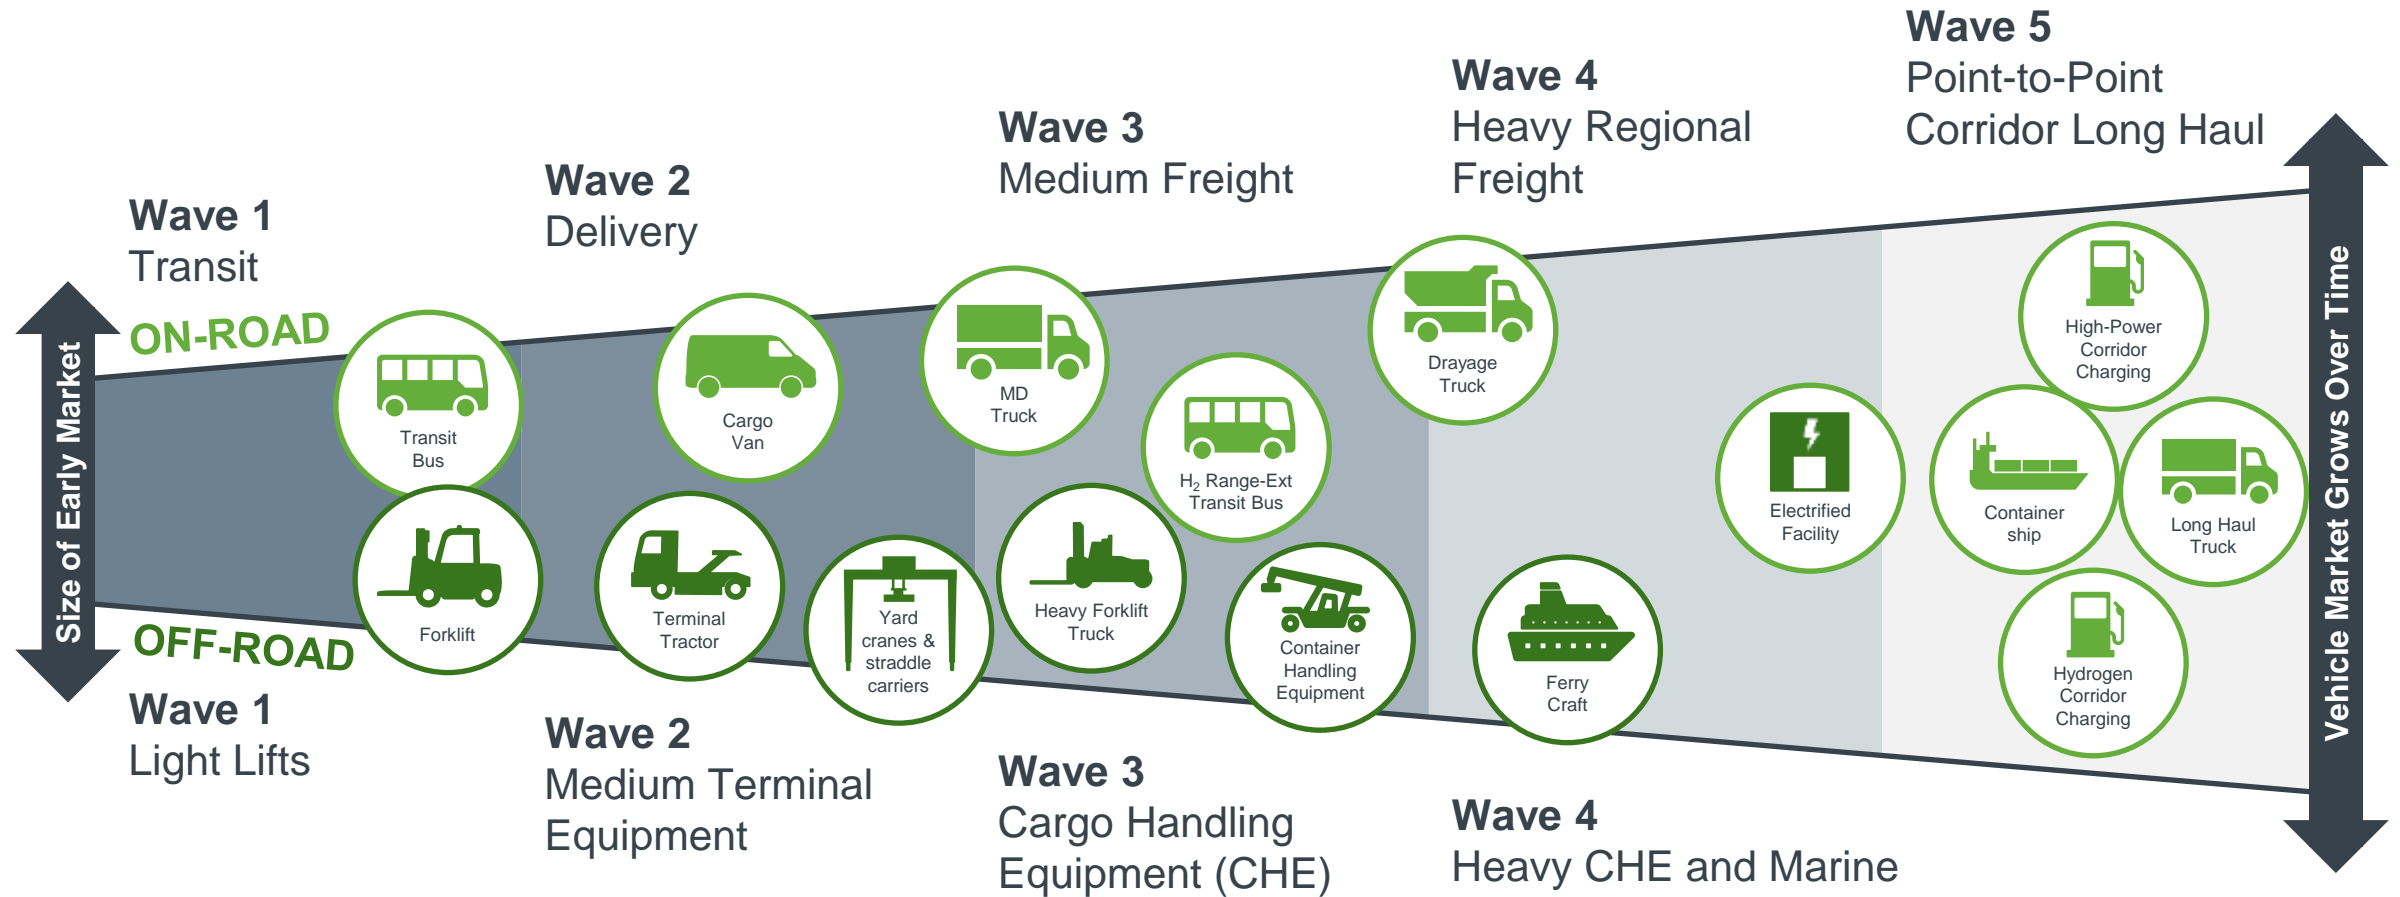 Wave 1
Transit
Wave 2
Delivery
Wave 3
Medium Freight
Wave 4
Heavy Regional
Freight
Wave 5
Point-to-Point
Corridor Long Haul
Size of Early Market
ON-ROAD
OFF-ROAD
Transit
Bus
Forklift
Cargo
Van
Terminal
Tractor
Yard
cranes &
straddle
carriers
MD
Truck
H₂ Range-Ext
Transit Bus
Heavy Forklift
Truck
Container
Handling
Equipment
Drayage
Truck
Ferry
Craft
Electrified
Facility
High-Power
Corridor
Charging
Container
ship
Long Haul
Truck
Hydrogen
Corridor
Charging
Vehicle Market Grows Over Time
Wave 1
Light Lifts
Wave 2
Medium Terminal
Equipment
Wave 3
Cargo Handling
Equipment (CHE)
Wave 4
Heavy CHE and Marine